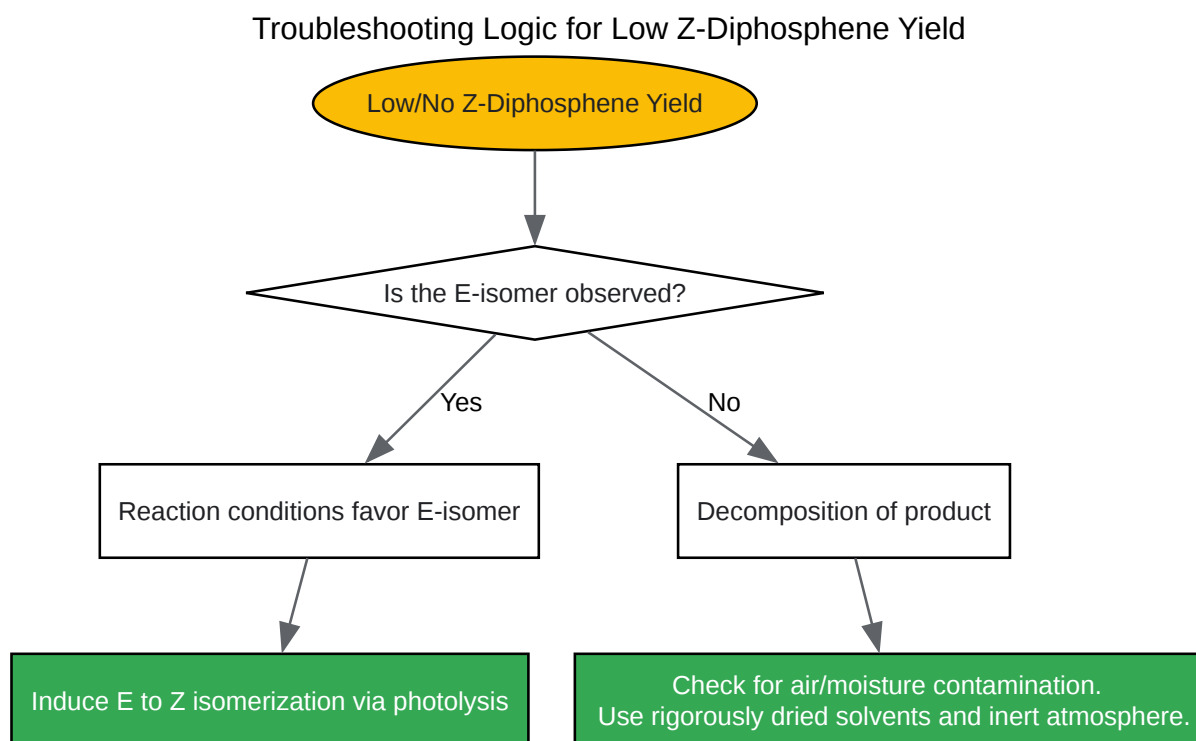 Troubleshooting Logic for Low Z-Diphosphene Yield
Low/No Z-Diphosphene Yield
Is the E-isomer observed?
Yes
No
Reaction conditions favor E-isomer
Decomposition of product
Induce E to Z isomerization via photolysis
Check for air/moisture contamination.
Use rigorously dried solvents and inert atmosphere.